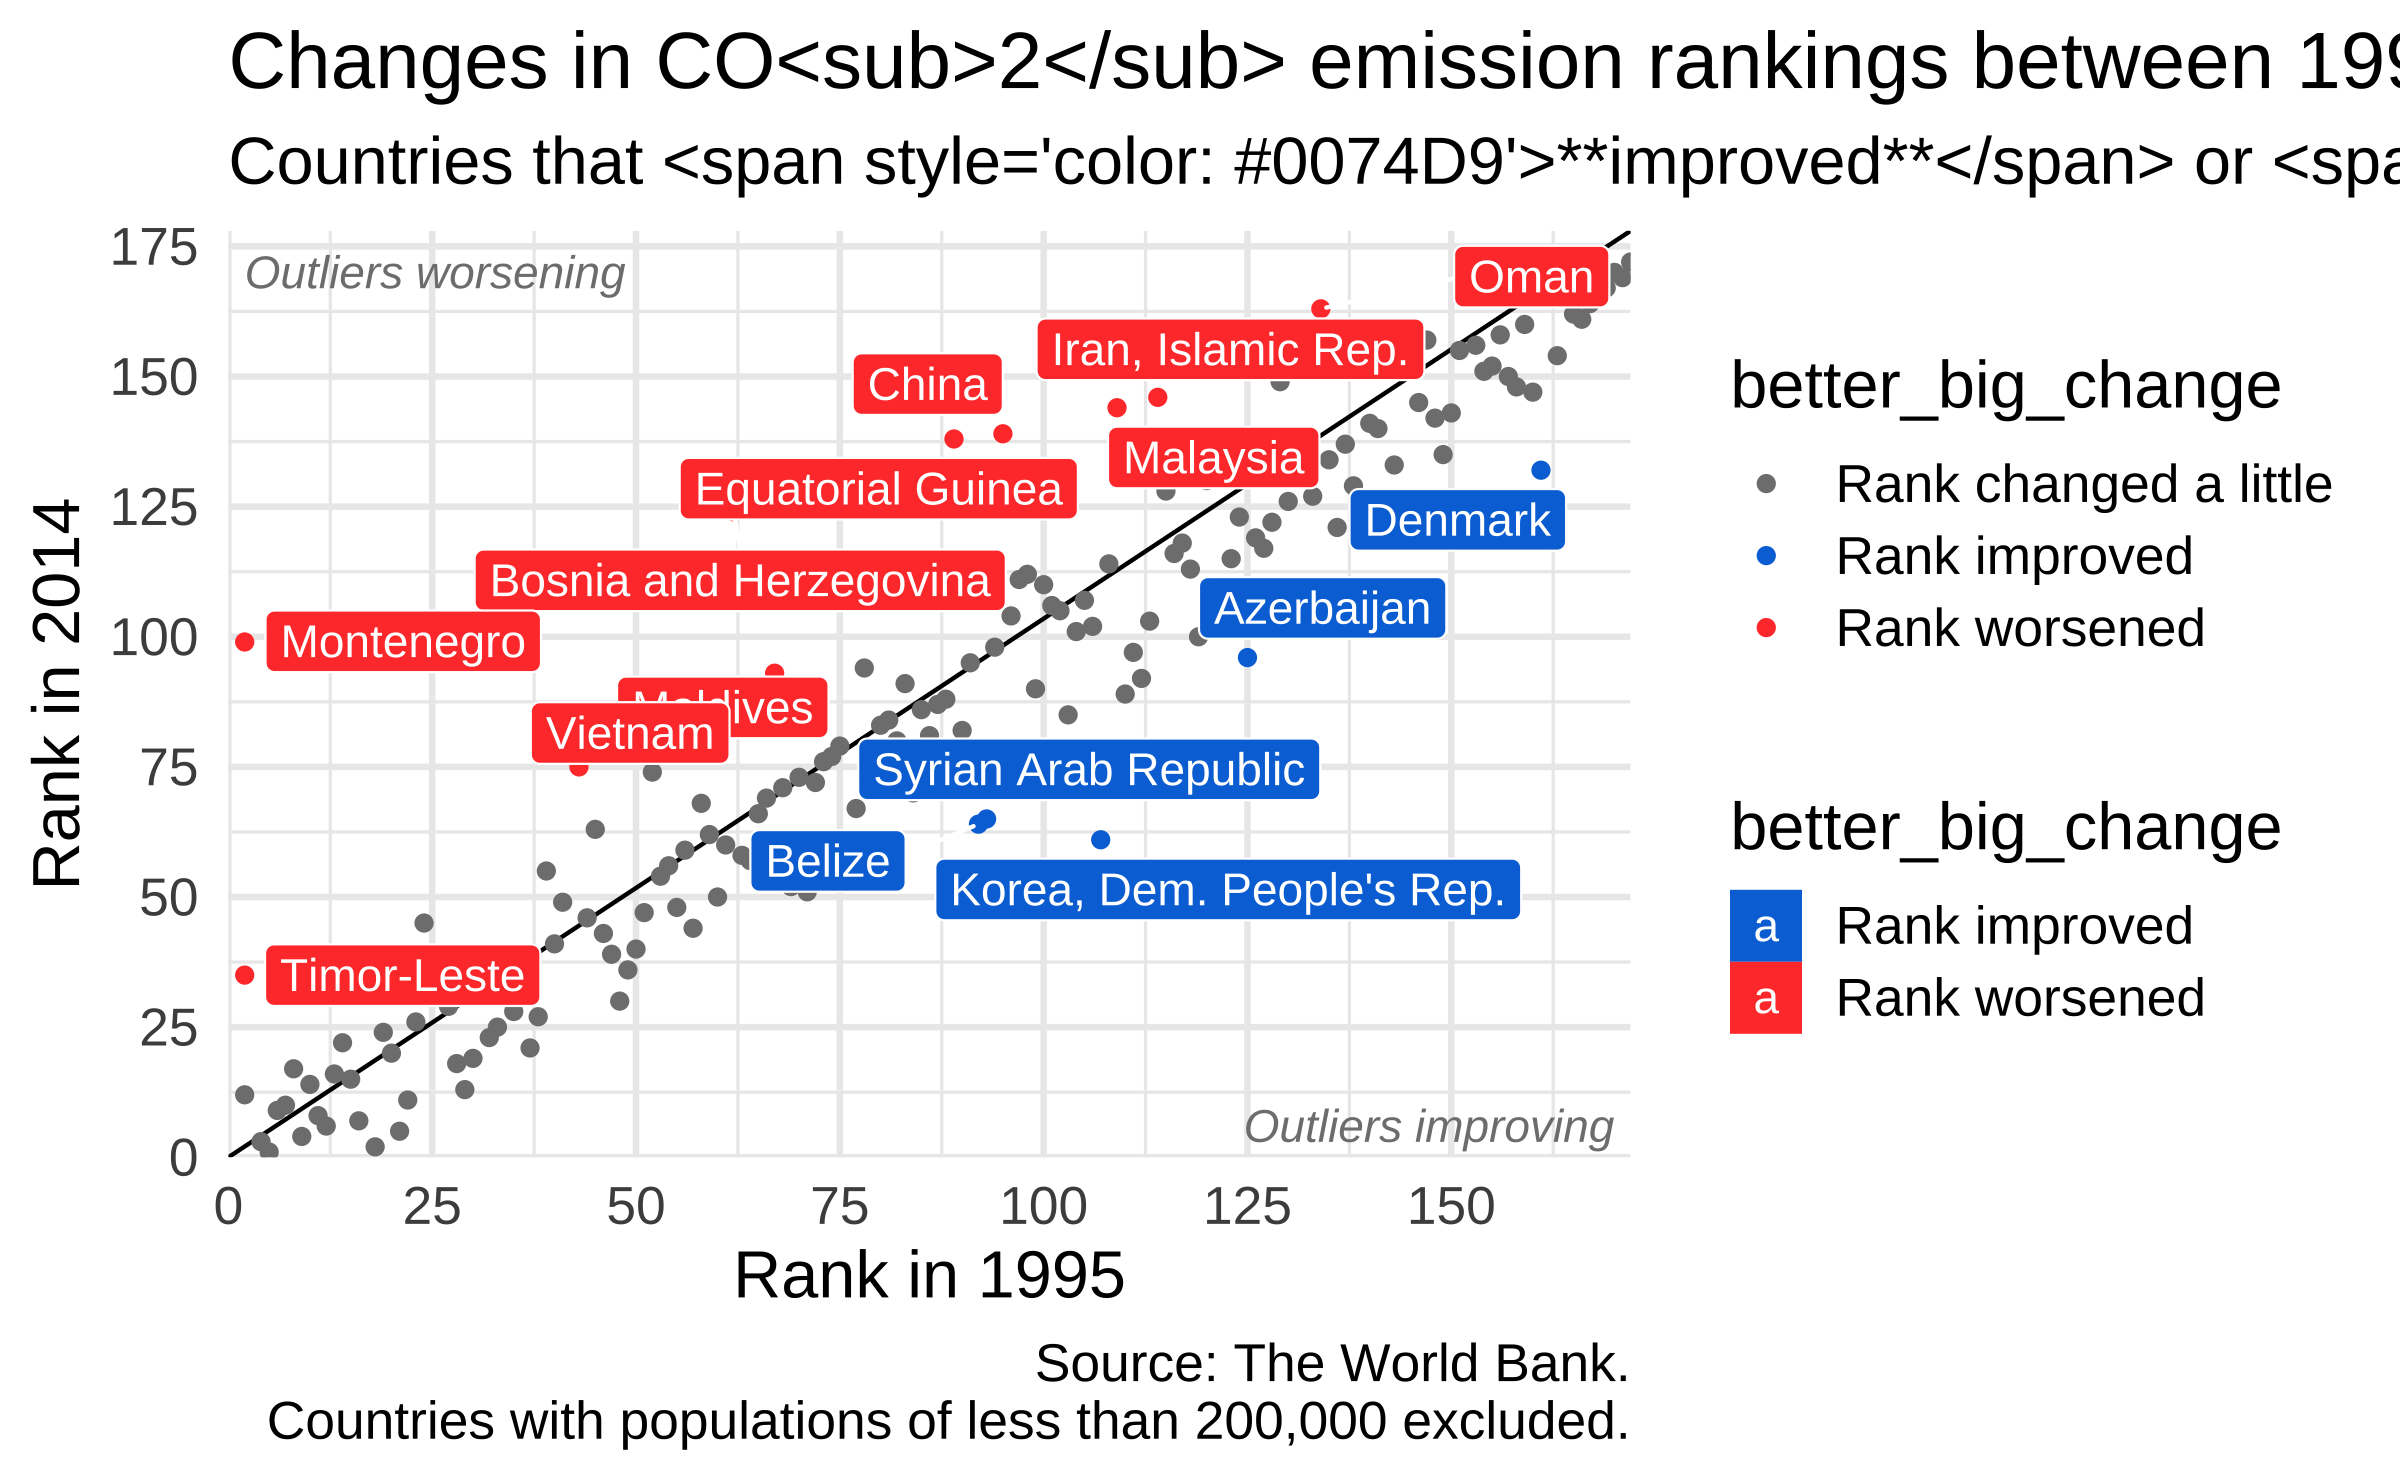 Changes in CO<sub>2</sub> emission rankings between 199
Countries that <span style='color: #0074D9'>**improved**</span> or <spa
175
150
125
100
75
50
25
0
Rank in 2014
Outliers worsening
Oman
Iran, Islamic Rep.
China
Malaysia
Equatorial Guinea
Denmark
Bosnia and Herzegovina
Azerbaijan
Montenegro
Maldives
Vietnam
Syrian Arab Republic
Belize
Korea, Dem. People's Rep.
Timor-Leste
Outliers improving
0 25 50 75 100 125 150
Rank in 1995
better_big_change
Rank changed a little
Rank improved
Rank worsened
better_big_change
a Rank improved
a Rank worsened
Source: The World Bank.
Countries with populations of less than 200,000 excluded.